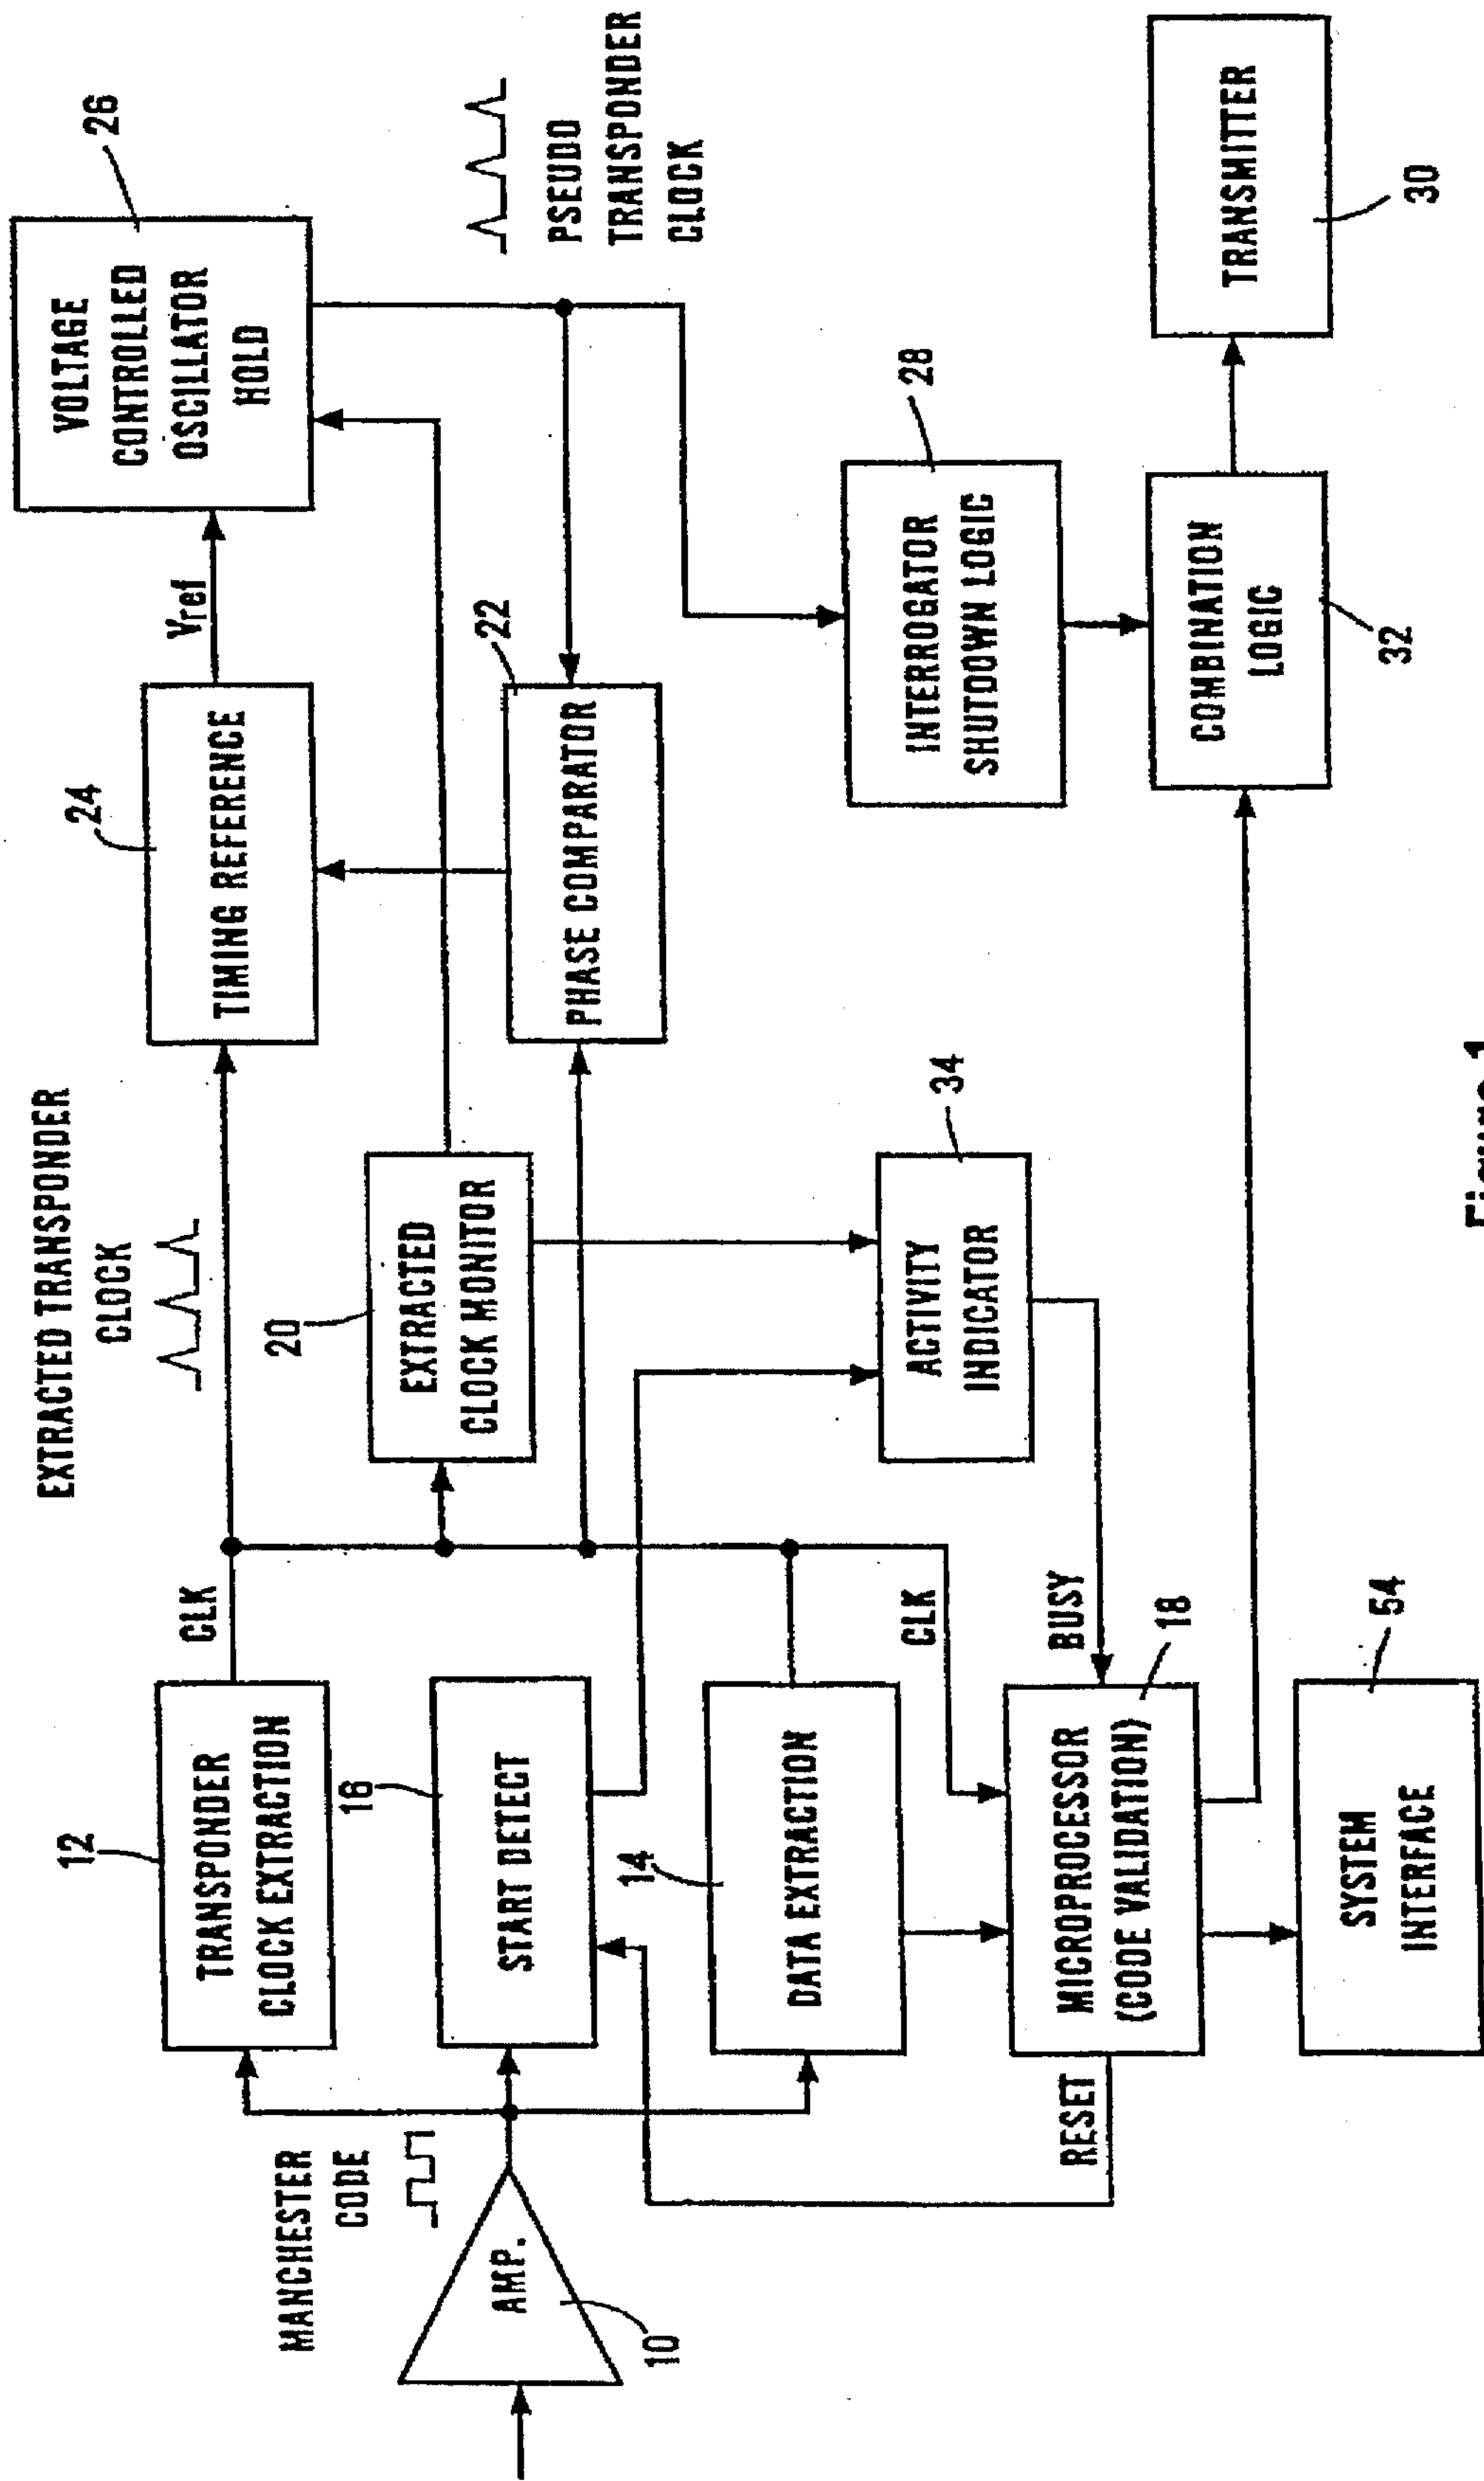 MANCHESTER
CODE
AMP.
10
12
TRANSPONDER
CLOCK EXTRACTION
CLK
EXTRACTED TRANSPONDER
CLOCK
16
START DETECT
14
DATA EXTRACTION
CLK
RESET
MICROPROCESSOR
(CODE VALIDATION)
18
BUSY
SYSTEM
INTERFACE
54
20
EXTRACTED
CLOCK MONITOR
ACTIVITY
INDICATOR
34
24
TIMING REFERENCE
Vref
22
PHASE COMPARATOR
VOLTAGE
CONTROLLED
OSCILLATOR
HOLD
26
PSEUDO
TRANSPONDER
CLOCK
INTERROGATOR
SHUTDOWN LOGIC
28
COMBINATION
LOGIC
32
TRANSMITTER
30
Figure 1